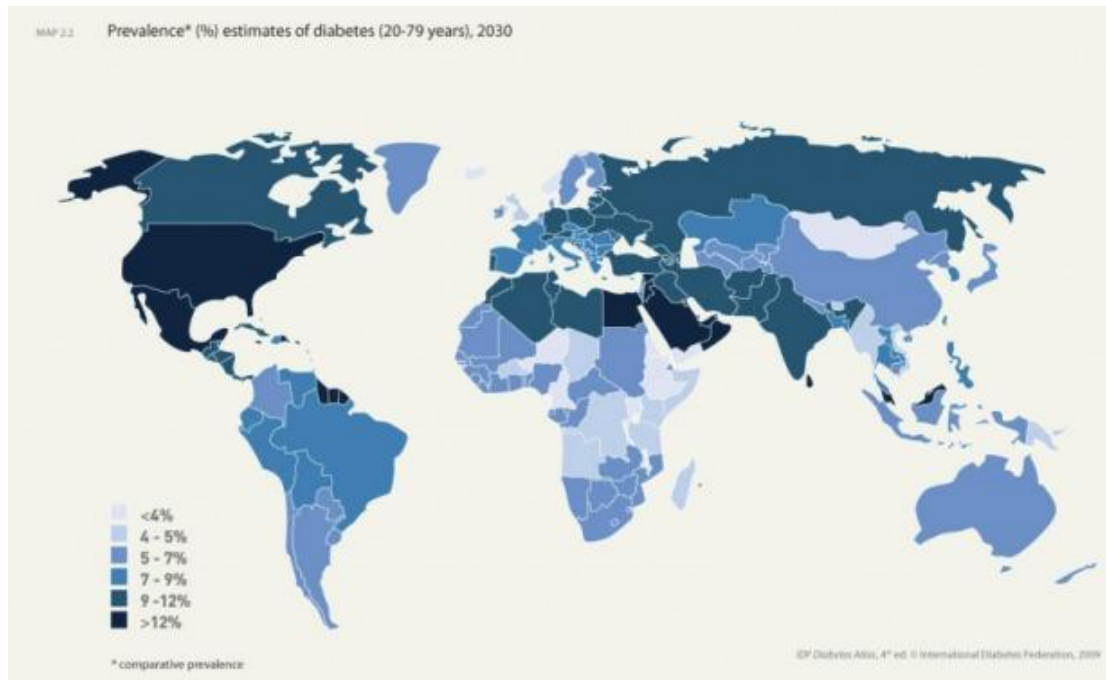 MAP 2.2
Prevalence* (%) estimates of diabetes (20-79 years), 2030
<4%
4 - 5%
5 - 7%
7 - 9%
9 -12%
>12%
* comparative prevalence
IDF Diabetes Atlas, 4th ed. © International Diabetes Federation, 2009